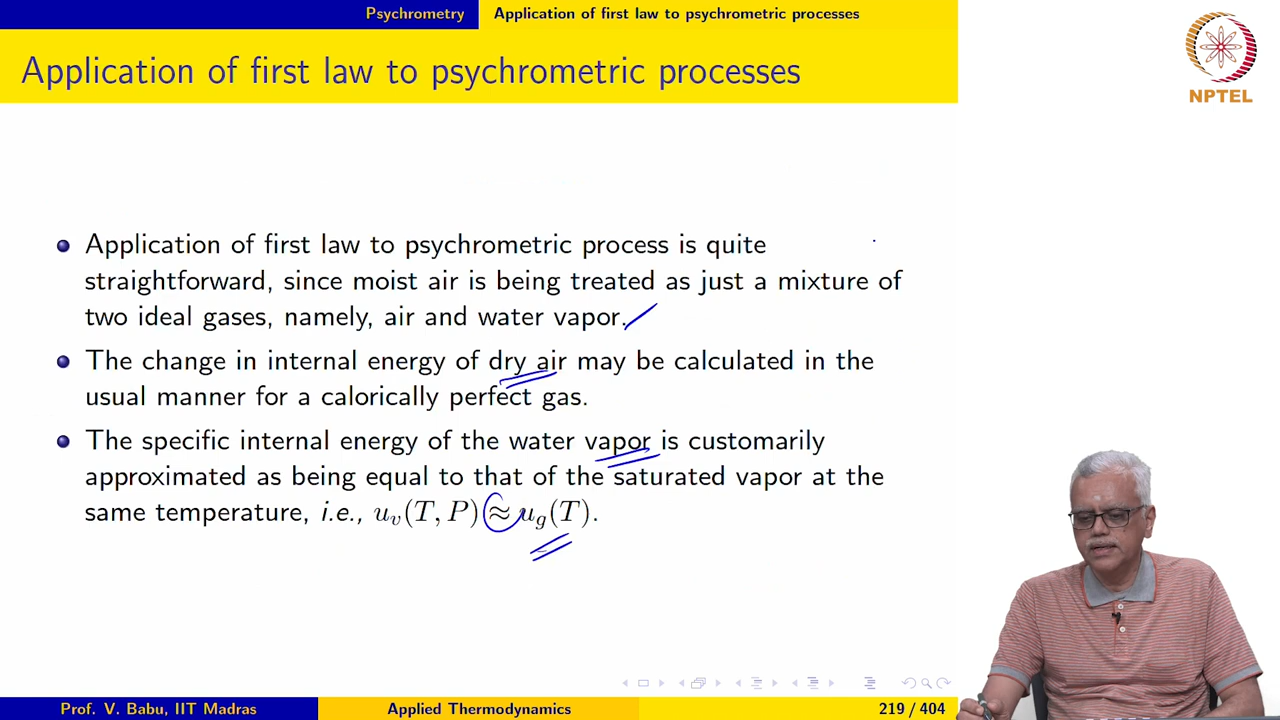 Psychrometry Application of first law to psychrometric processes
Application of first law to psychrometric processes
NPTEL
Application of first law to psychrometric process is quite
straightforward, since moist air is being treated as just a mixture of
two ideal gases, namely, air and water vapor.
The change in internal energy of dry air may be calculated in the
usual manner for a calorically perfect gas.
The specific internal energy of the water vapor is customarily
approximated as being equal to that of the saturated vapor at the
same temperature, i.e., u_v(T, P) ≈ u_g(T).
Prof. V. Babu, IIT Madras Applied Thermodynamics 219 / 404